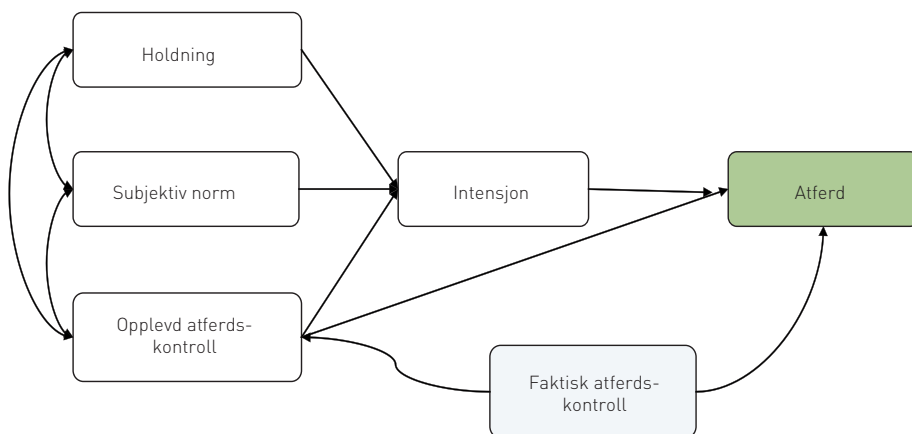 Holdning
Subjektiv norm
Intensjon
Atferd
Opplevd atferds-
kontroll
Faktisk atferds-
kontroll